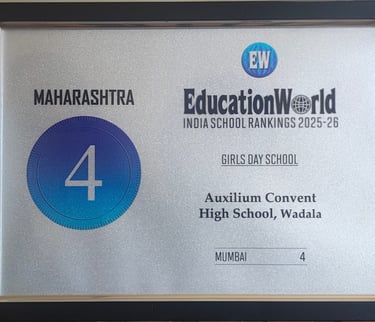 EW
MAHARASHTRA
EducationWorld
INDIA SCHOOL RANKINGS 2025-26
4
GIRLS DAY SCHOOL
Auxilium Convent
High School, Wadala
MUMBAI 4